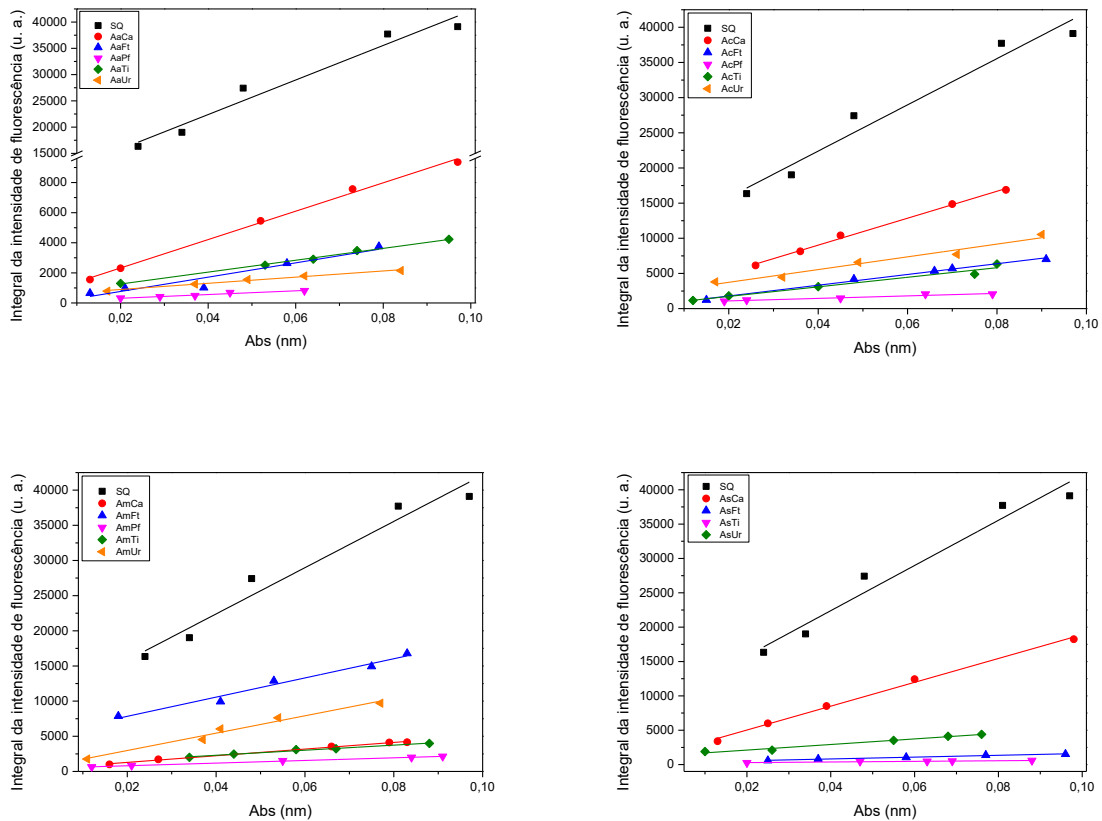 Integral da intensidade de fluorescência (u. a.)
40000
35000
30000
25000
20000
15000
8000
6000
4000
2000
0
SQ
AaCa
AaFt
AaPf
AaTi
AaUr
0,02
0,04
0,06
0,08
0,10
Abs (nm)
Integral da intensidade de fluorescência (u. a.)
40000
35000
30000
25000
20000
15000
10000
5000
0
SQ
AcCa
AcFt
AcPf
AcTi
AcUr
0,02
0,04
0,06
0,08
0,10
Abs (nm)
Integral da intensidade de fluorescência (u. a.)
40000
35000
30000
25000
20000
15000
10000
5000
0
SQ
AmCa
AmFt
AmPf
AmTi
AmUr
0,02
0,04
0,06
0,08
0,10
Abs (nm)
Integral da intensidade de fluorescência (u. a.)
40000
35000
30000
25000
20000
15000
10000
5000
0
SQ
AsCa
AsFt
AsTi
AsUr
0,02
0,04
0,06
0,08
0,10
Abs (nm)